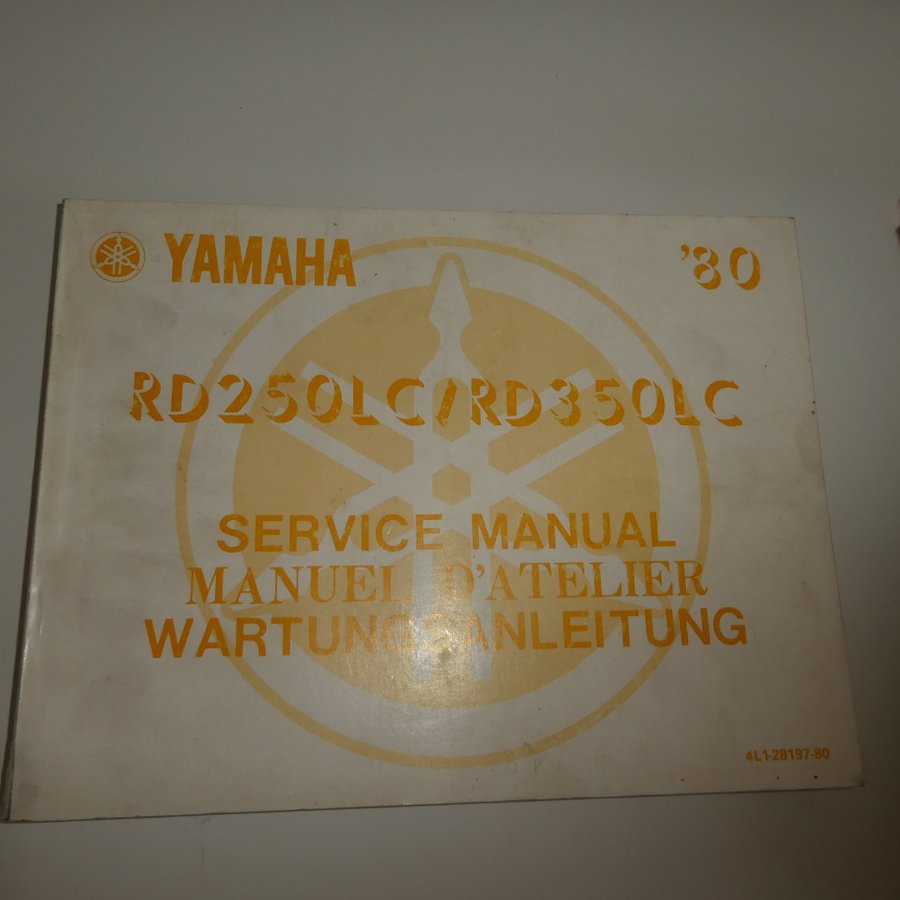 YAMAHA '80
RD250LC/RD350LC
SERVICE MANUAL
MANUEL D'ATELIER
WARTUNGSANLEITUNG
4L1-28197-80